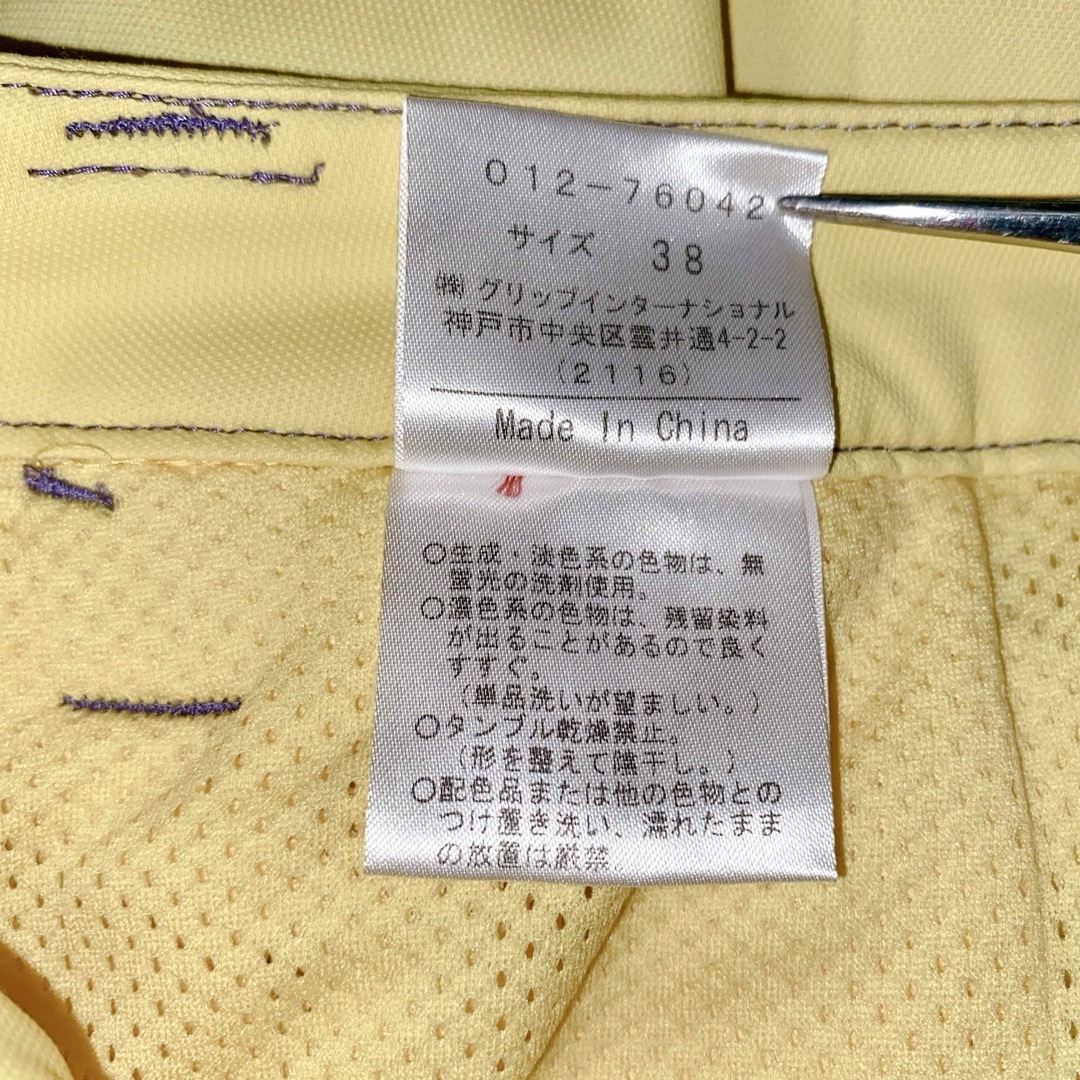 012-76042
サイズ 38
㈱ グリップインターナショナル
神戸市中央区雲井通4-2-2
(2116)
Made In China
○生成・淡色系の色物は、無
蛍光の洗剤使用。
○濃色系の色物は、残留染料
が出ることがあるので良く
すすぐ。
(単品洗いが望ましい。)
○タンブル乾燥禁止。
(形を整えて陰干し。)
○配色品または他の色物との
つけ置き洗い、濡れたまま
の放置は厳禁。